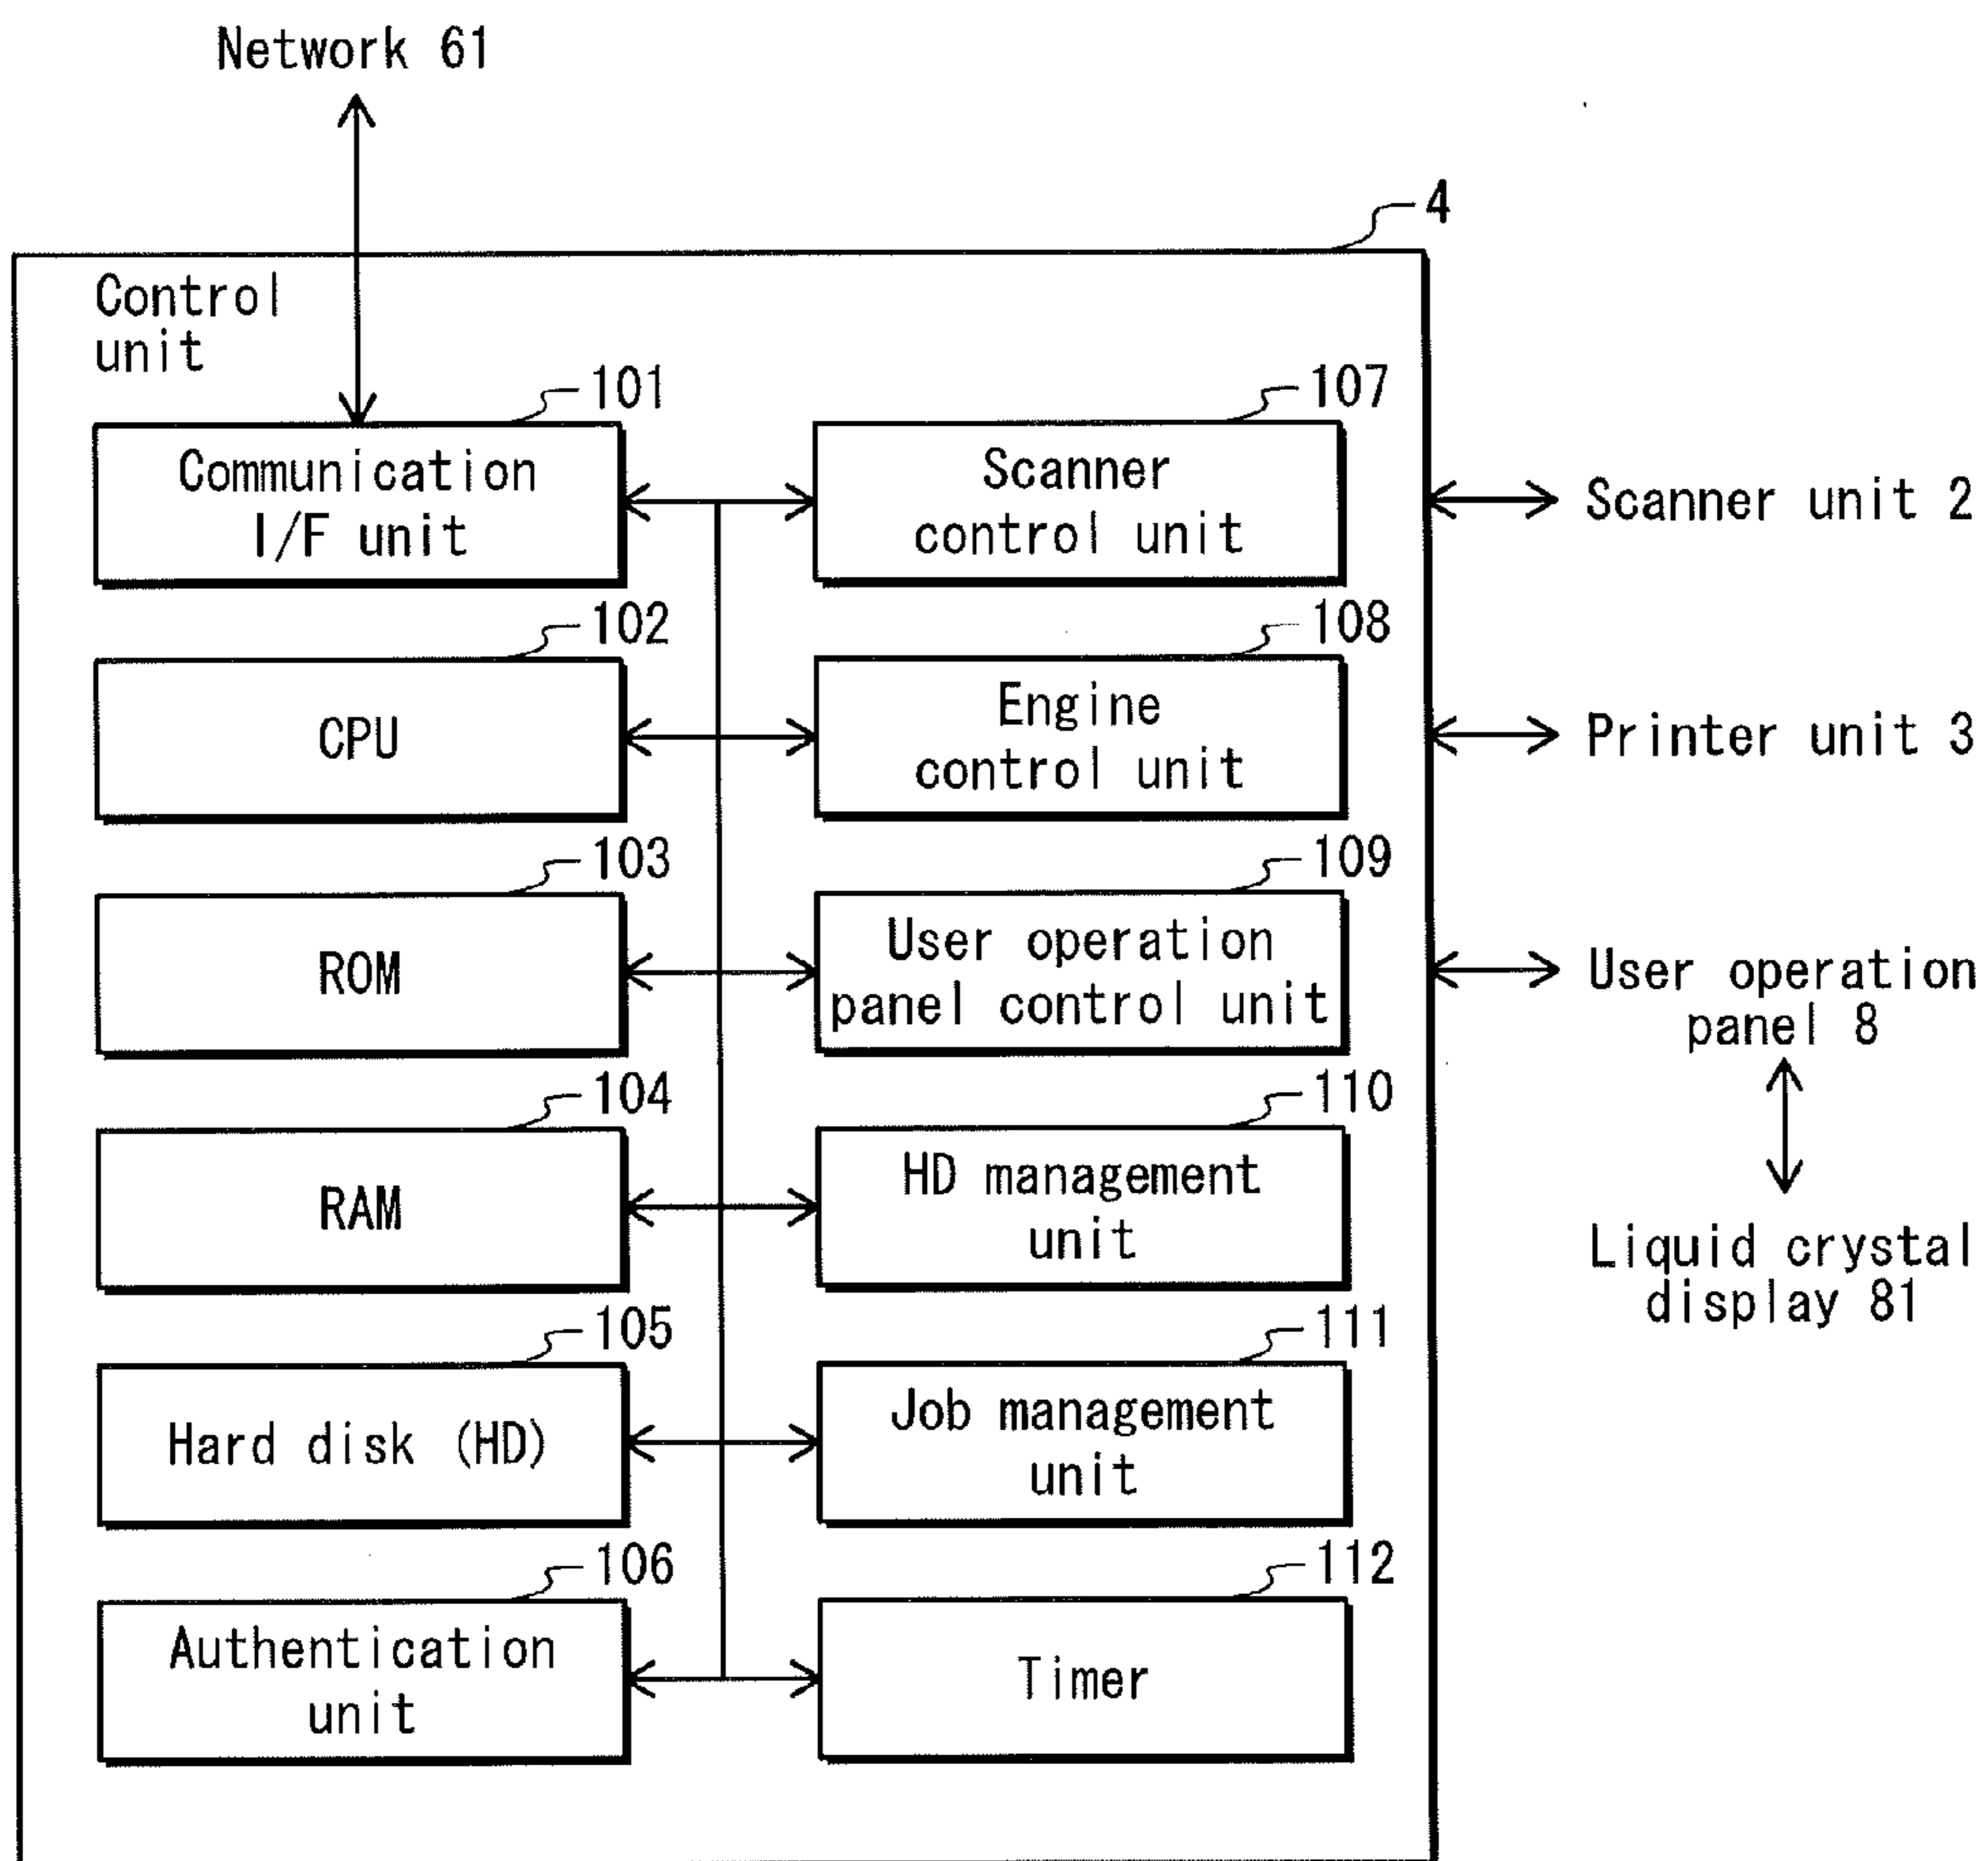 Network 61
4
Control
unit
101
Communication
I/F unit
107
Scanner
control unit
Scanner unit 2
102
CPU
108
Engine
control unit
Printer unit 3
103
ROM
109
User operation
panel control unit
User operation
panel 8
104
RAM
110
HD management
unit
Liquid crystal
display 81
105
Hard disk (HD)
111
Job management
unit
106
Authentication
unit
112
Timer